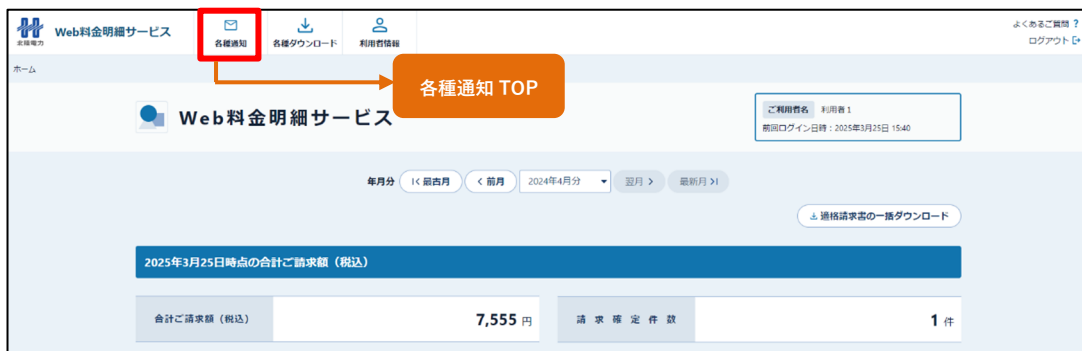 北陸電力
Web料金明細サービス
各種通知
各種ダウンロード
利用者情報
よくあるご質問 ?
ログアウト
ホーム
各種通知 TOP
Web料金明細サービス
ご利用者名 利用者1
前回ログイン日時:2025年3月25日 15:40
年月分 最古月 前月 2024年4月分 翌月 最新月
適格請求書の一括ダウンロード
2025年3月25日時点の合計ご請求額(税込)
合計ご請求額(税込) 7,555 円 請求確定件数 1 件